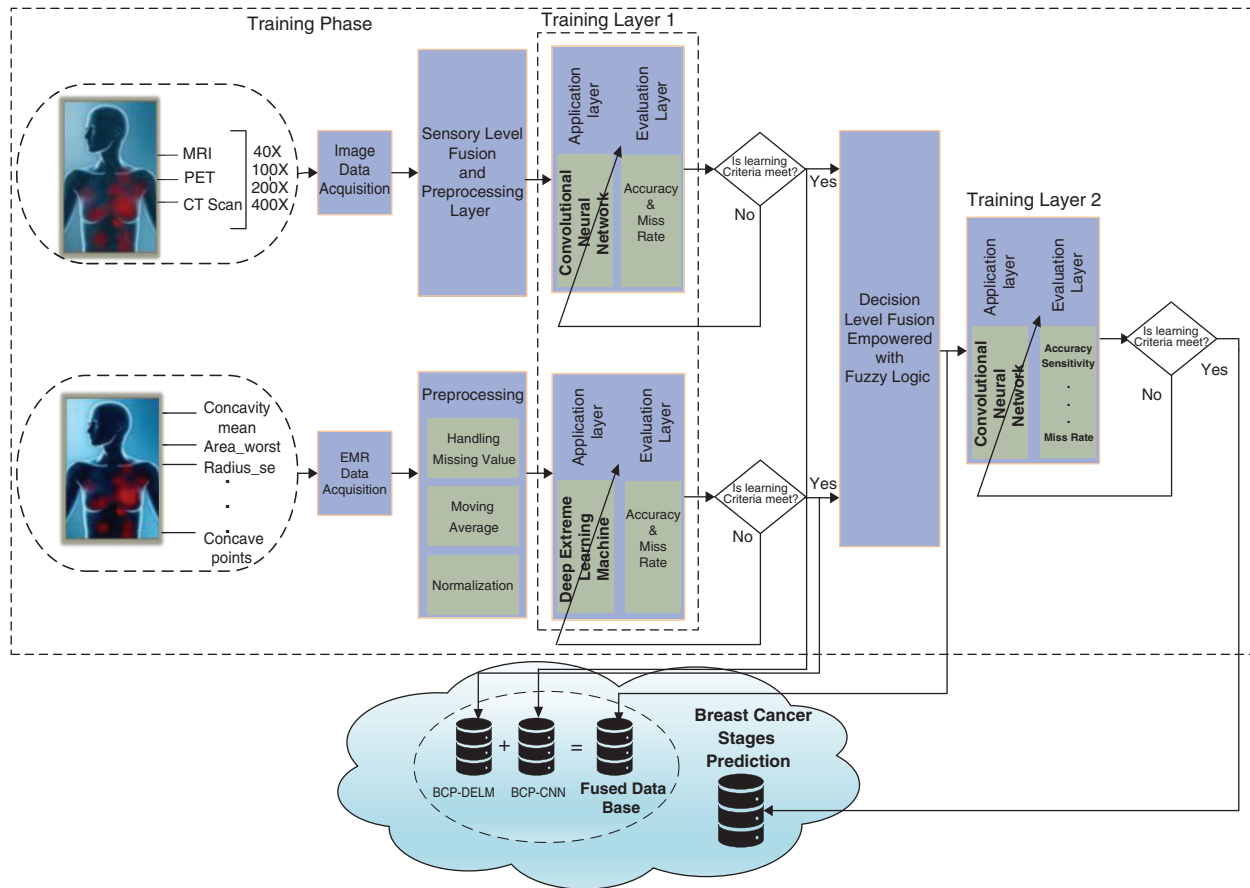 Training Phase
Training Layer 1
MRI
PET
CT Scan
40X
100X
200X
400X
Image
Data
Acquisition
Sensory Level
Fusion
and
Preprocessing
Layer
Application
layer
Evaluation
Layer
Convolutional
Neural
Network
Accuracy
&
Miss
Rate
Is learning
Criteria meet?
Yes
No
Concavity
mean
Area_worst
Radius_se
.
.
.
Concave
points
EMR
Data
Acquisition
Preprocessing
Handling
Missing Value
Moving
Average
Normalization
Application
layer
Evaluation
Layer
Deep Extreme
Learning
Machine
Accuracy
&
Miss
Rate
Is learning
Criteria meet?
Yes
No
Decision
Level Fusion
Empowered
with
Fuzzy Logic
Training Layer 2
Application
layer
Evaluation
Layer
Convolutional
Neural
Network
Accuracy
Sensitivity
.
.
.
Miss Rate
Is learning
Criteria meet?
Yes
No
+
=
BCP-DELM
BCP-CNN
Fused Data
Base
Breast Cancer
Stages
Prediction